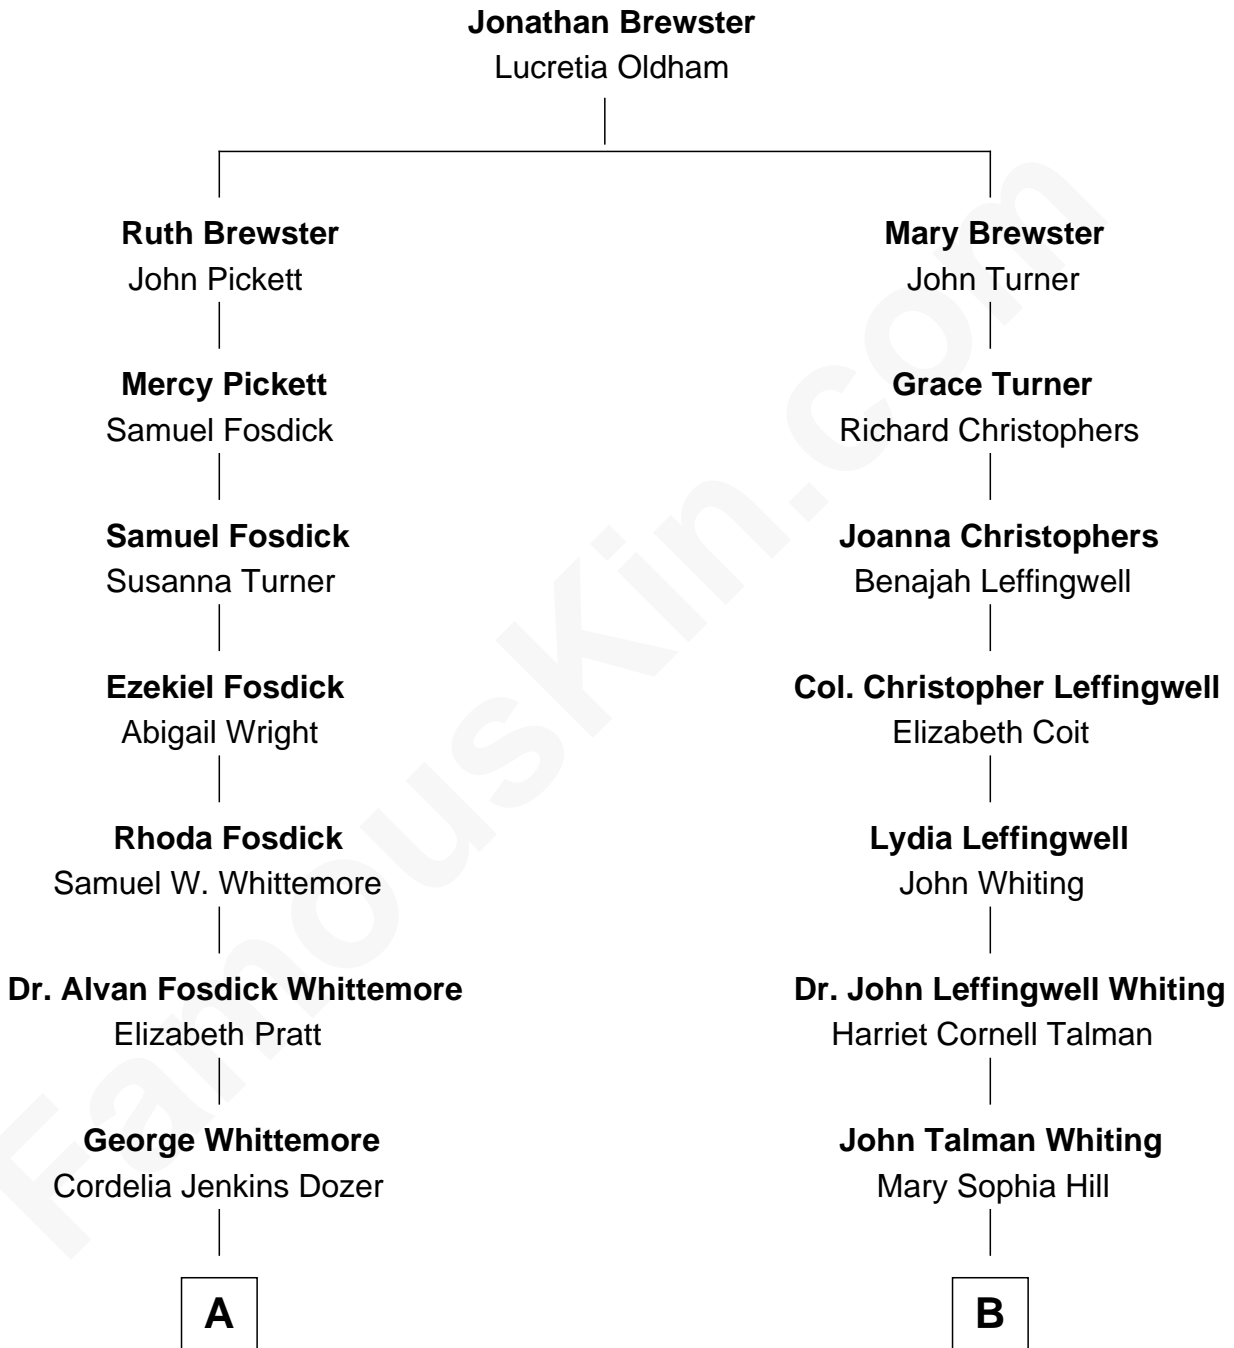 Jonathan Brewster
Lucretia Oldham
Ruth Brewster
John Pickett
Mary Brewster
John Turner
Mercy Pickett
Samuel Fosdick
Grace Turner
Richard Christophers
Samuel Fosdick
Susanna Turner
Joanna Christophers
Benajah Leffingwell
Ezekiel Fosdick
Abigail Wright
Col. Christopher Leffingwell
Elizabeth Coit
Rhoda Fosdick
Samuel W. Whittemore
Lydia Leffingwell
John Whiting
Dr. Alvan Fosdick Whittemore
Elizabeth Pratt
Dr. John Leffingwell Whiting
Harriet Cornell Talman
George Whittemore
Cordelia Jenkins Dozer
John Talman Whiting
Mary Sophia Hill
A
B
FamousKin.com